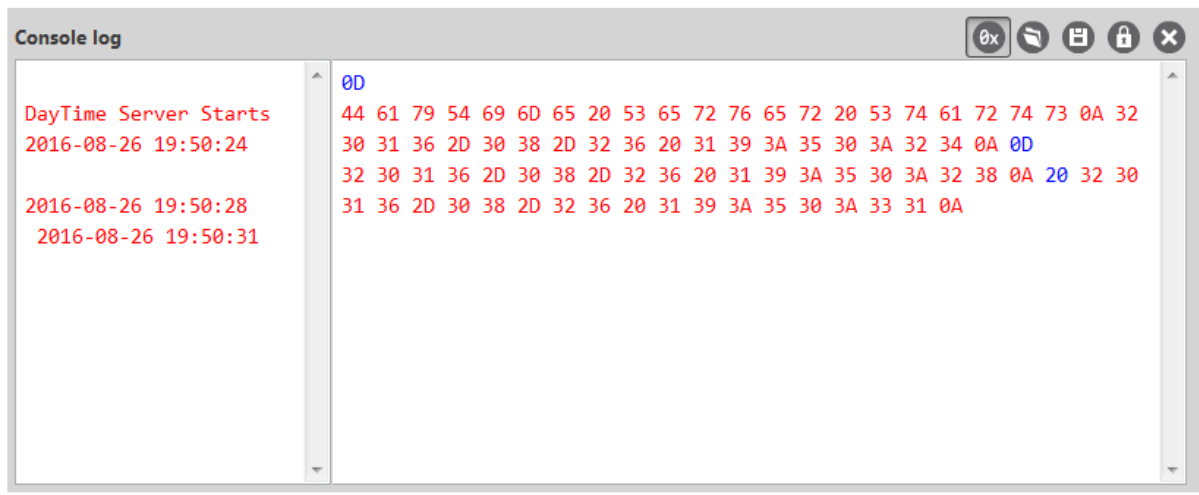 Console log
0x
DayTime Server Starts
2016-08-26 19:50:24
2016-08-26 19:50:28
2016-08-26 19:50:31
0D
44 61 79 54 69 6D 65 20 53 65 72 76 65 72 20 53 74 61 72 74 73 0A 32
30 31 36 2D 30 38 2D 32 36 20 31 39 3A 35 30 3A 32 34 0A 0D
32 30 31 36 2D 30 38 2D 32 36 20 31 39 3A 35 30 3A 32 38 0A 20 32 30
31 36 2D 30 38 2D 32 36 20 31 39 3A 35 30 3A 33 31 0A